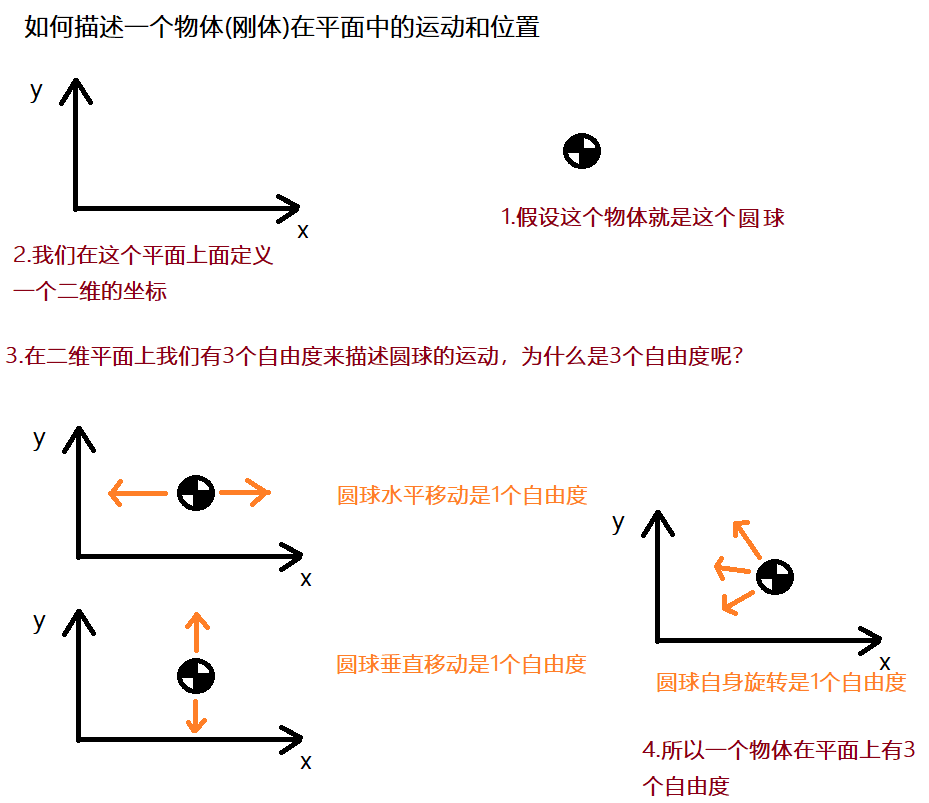 如何描述一个物体(刚体)在平面中的运动和位置
y
x
1.假设这个物体就是这个圆球
2.我们在这个平面上面定义
一个二维的坐标
3.在二维平面上我们有3个自由度来描述圆球的运动，为什么是3个自由度呢？
y
圆球水平移动是1个自由度
x
y
圆球垂直移动是1个自由度
x
y
x
圆球自身旋转是1个自由度
4.所以一个物体在平面上有3
个自由度